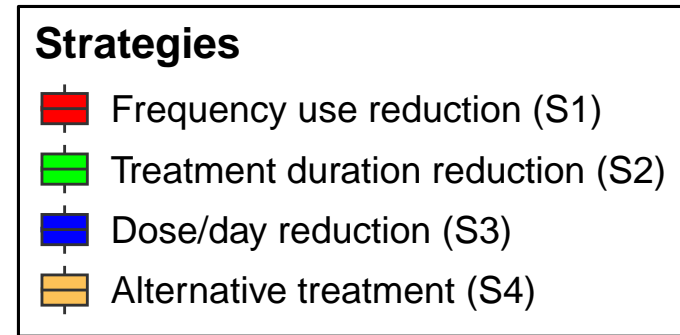 Strategies
Frequency use reduction (S1)
Treatment duration reduction (S2)
Dose/day reduction (S3)
Alternative treatment (S4)